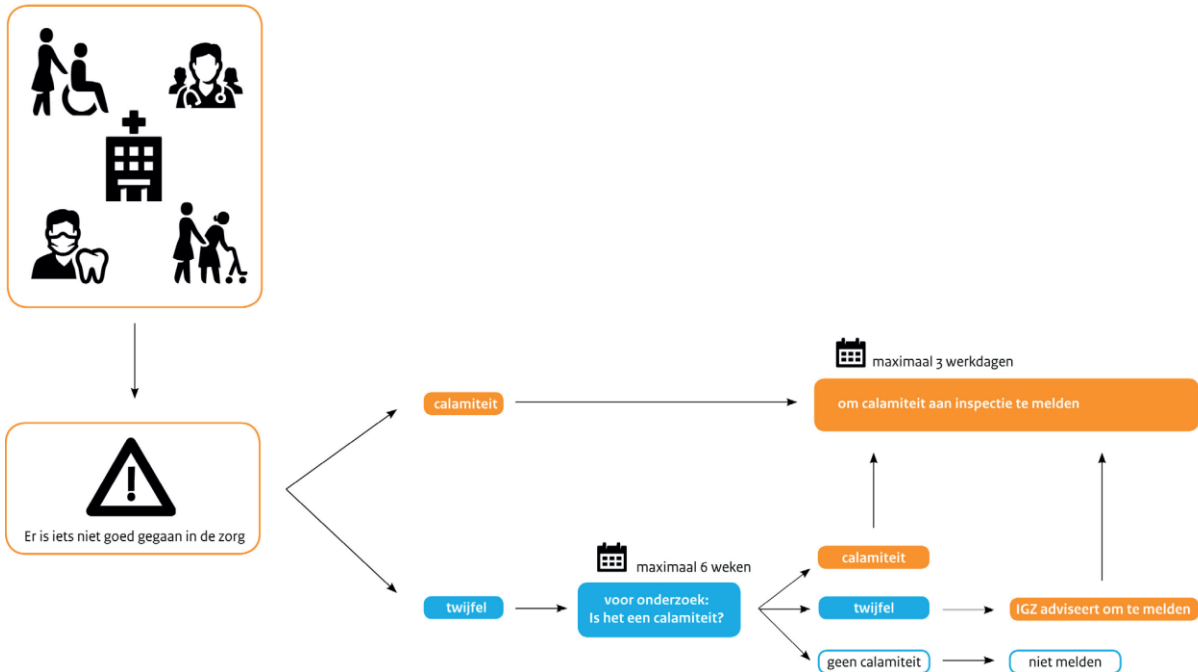 maximaal 3 werkdagen
calamiteit
om calamiteit aan inspectie te melden
Er is iets niet goed gegaan in de zorg
maximaal 6 weken
calamiteit
twijfel
voor onderzoek:
Is het een calamiteit?
twijfel
IGZ adviseert om te melden
geen calamiteit
niet melden